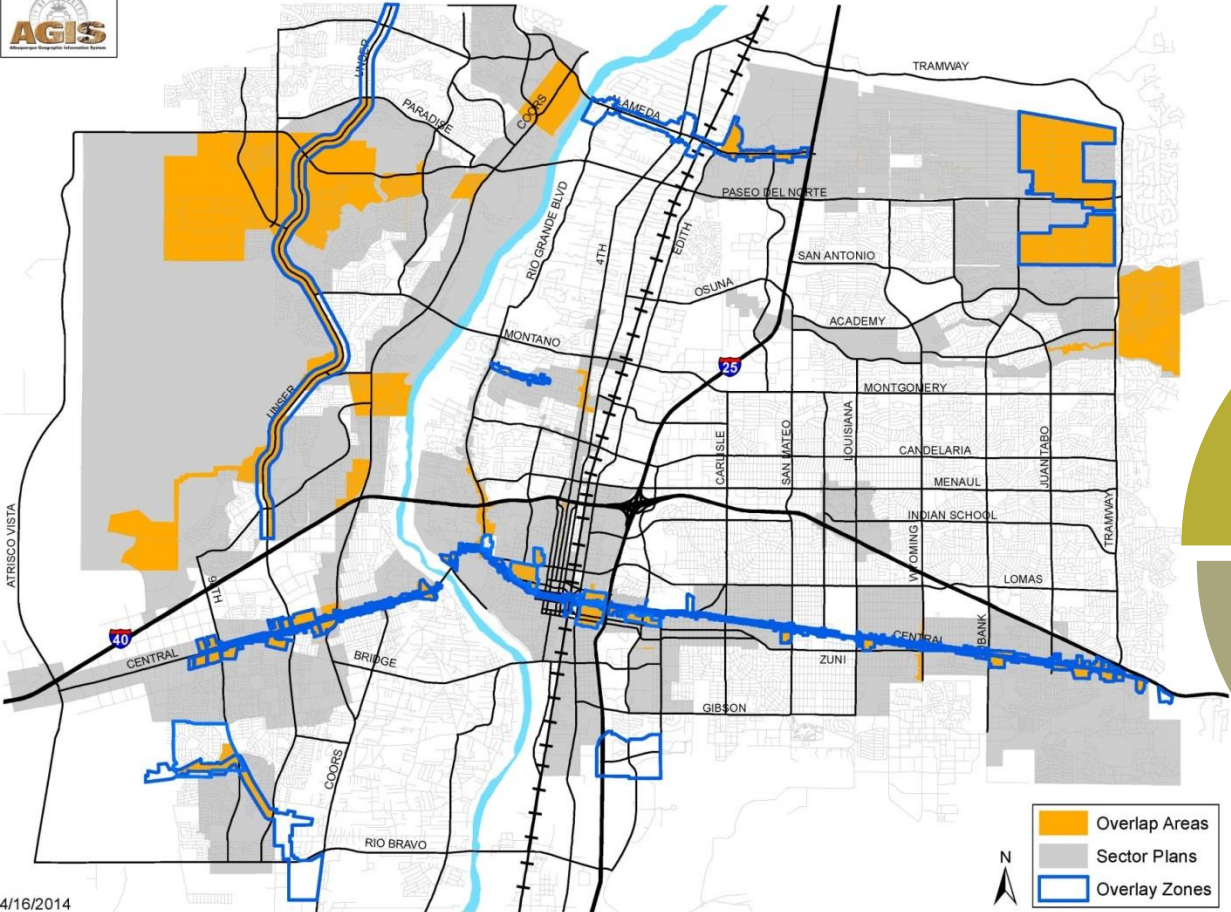 AGIS
Albuquerque Geographic Information System
TRAMWAY
UNSER
PARADISE
COORS
ALAMEDA
PASEO DEL NORTE
RIO GRANDE BLVD
4TH
EDITH
SAN ANTONIO
OSUNA
ACADEMY
MONTANO
25
MONTGOMERY
UNSER
CARLISLE
SAN MATEO
LOUISIANA
CANDELARIA
JUAN TABO
MENAUL
INDIAN SCHOOL
TRAMWAY
WYOMING
ATRISCO VISTA
98TH
LOMAS
40
CENTRAL
BRIDGE
CENTRAL
BANK
ZUNI
GIBSON
COORS
RIO BRAVO
N
Overlap Areas
Sector Plans
Overlay Zones
4/16/2014